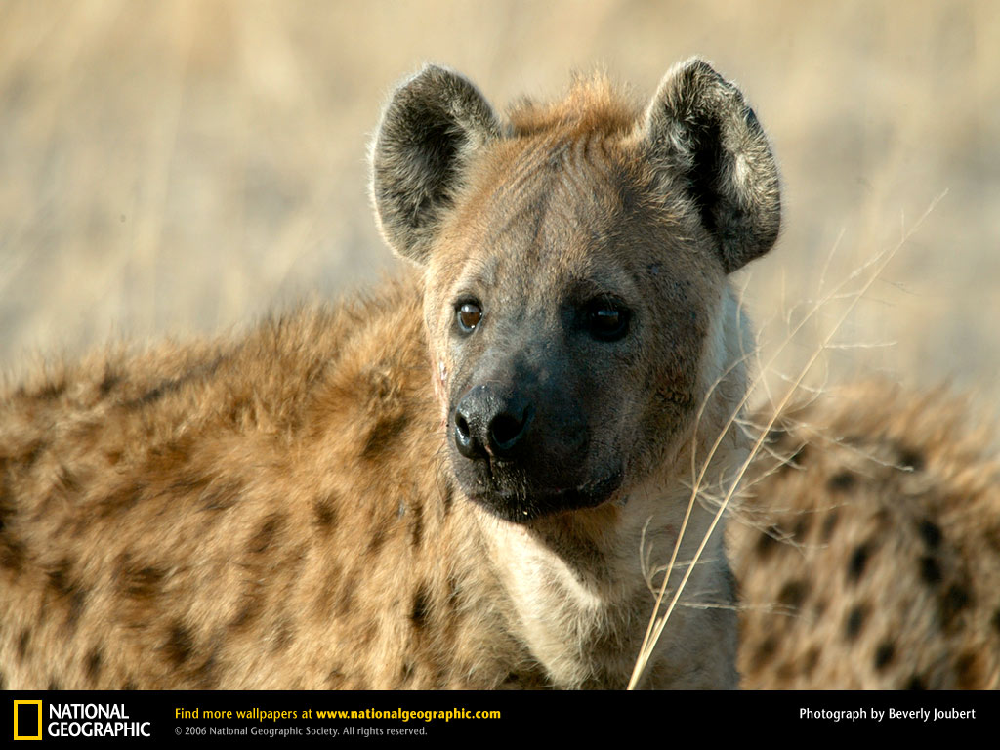 NATIONAL
GEOGRAPHIC
Find more wallpapers at www.nationalgeographic.com
© 2006 National Geographic Society. All rights reserved.
Photograph by Beverly Joubert